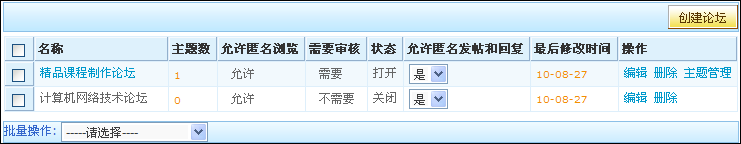 创建论坛
名称 主题数 允许匿名浏览 需要审核 状态 允许匿名发帖和回复 最后修改时间 操作
精品课程制作论坛 1 允许 需要 打开 是 10-08-27 编辑 删除 主题管理
计算机网络技术论坛 0 允许 不需要 关闭 是 10-08-27 编辑 删除
批量操作: -----请选择----